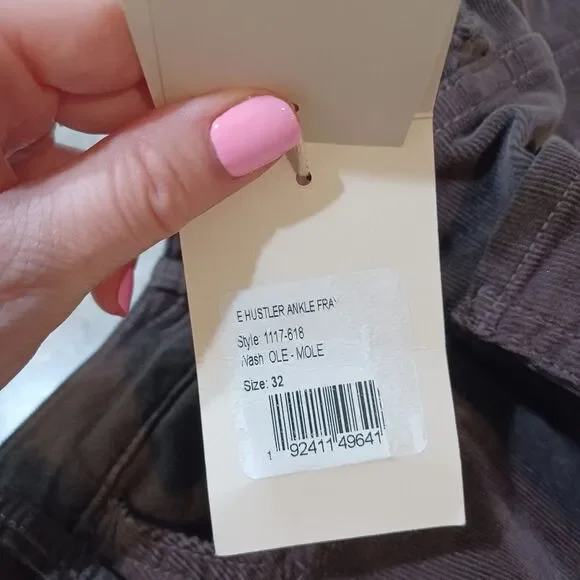 E HUSTLER ANKLE FRAY
Style: 1117-618
Wash: OLE - MOLE
Size: 32
1 92411 49641